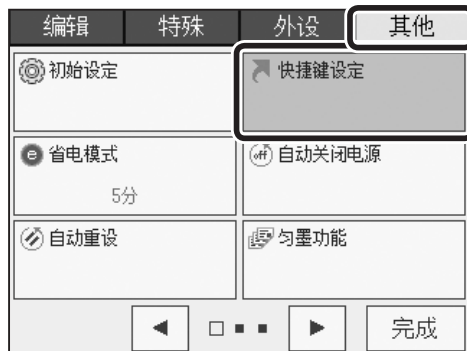 编辑 特殊 外设 其他
初始设定 快捷键设定
e 省电模式 off 自动关闭电源
5分
自动重设 匀墨功能
完成